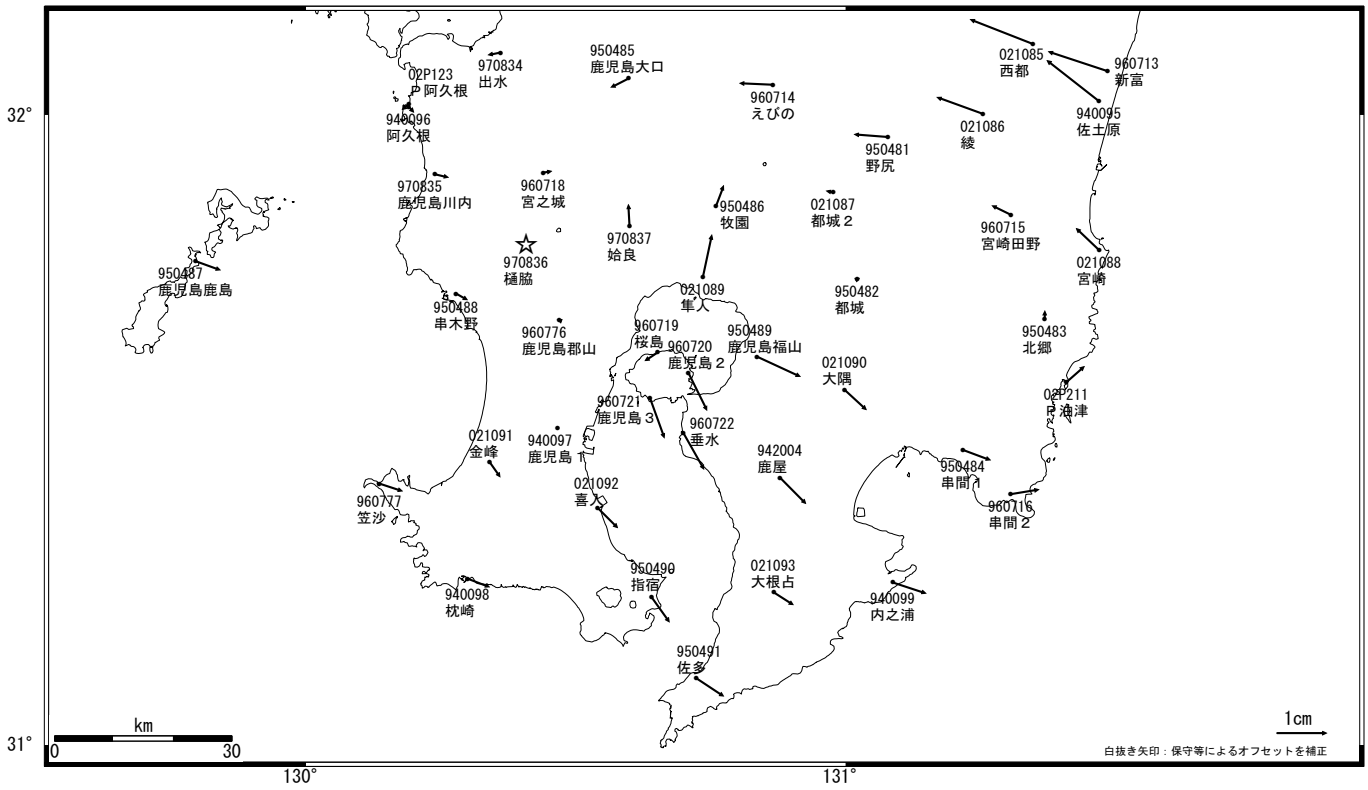 950485
鹿児島大口
021085
西都
960713
新富
970834
出水
02P123
P阿久根
960714
えびの
940095
佐土原
32°
940096
阿久根
021086
綾
950481
野尻
970835
鹿児島川内
960718
宮之城
950486
牧園
021087
都城2
960715
宮崎田野
970837
姶良
970836
樋脇
021088
宮崎
950487
鹿児島鹿島
021089
隼人
950482
都城
950488
串木野
960776
鹿児島郡山
960719
桜島
960720
鹿児島2
950489
鹿児島福山
950483
北郷
021090
大隅
960721
鹿児島3
02P211
P油津
960722
垂水
021091
金峰
940097
鹿児島1
942004
鹿屋
950484
串間1
021092
喜入
960777
笠沙
960716
串間2
950490
指宿
021093
大根占
940098
枕崎
940099
内之浦
950491
佐多
1cm
km
0
30
31°
白抜き矢印：保守等によるオフセットを補正
130°
131°